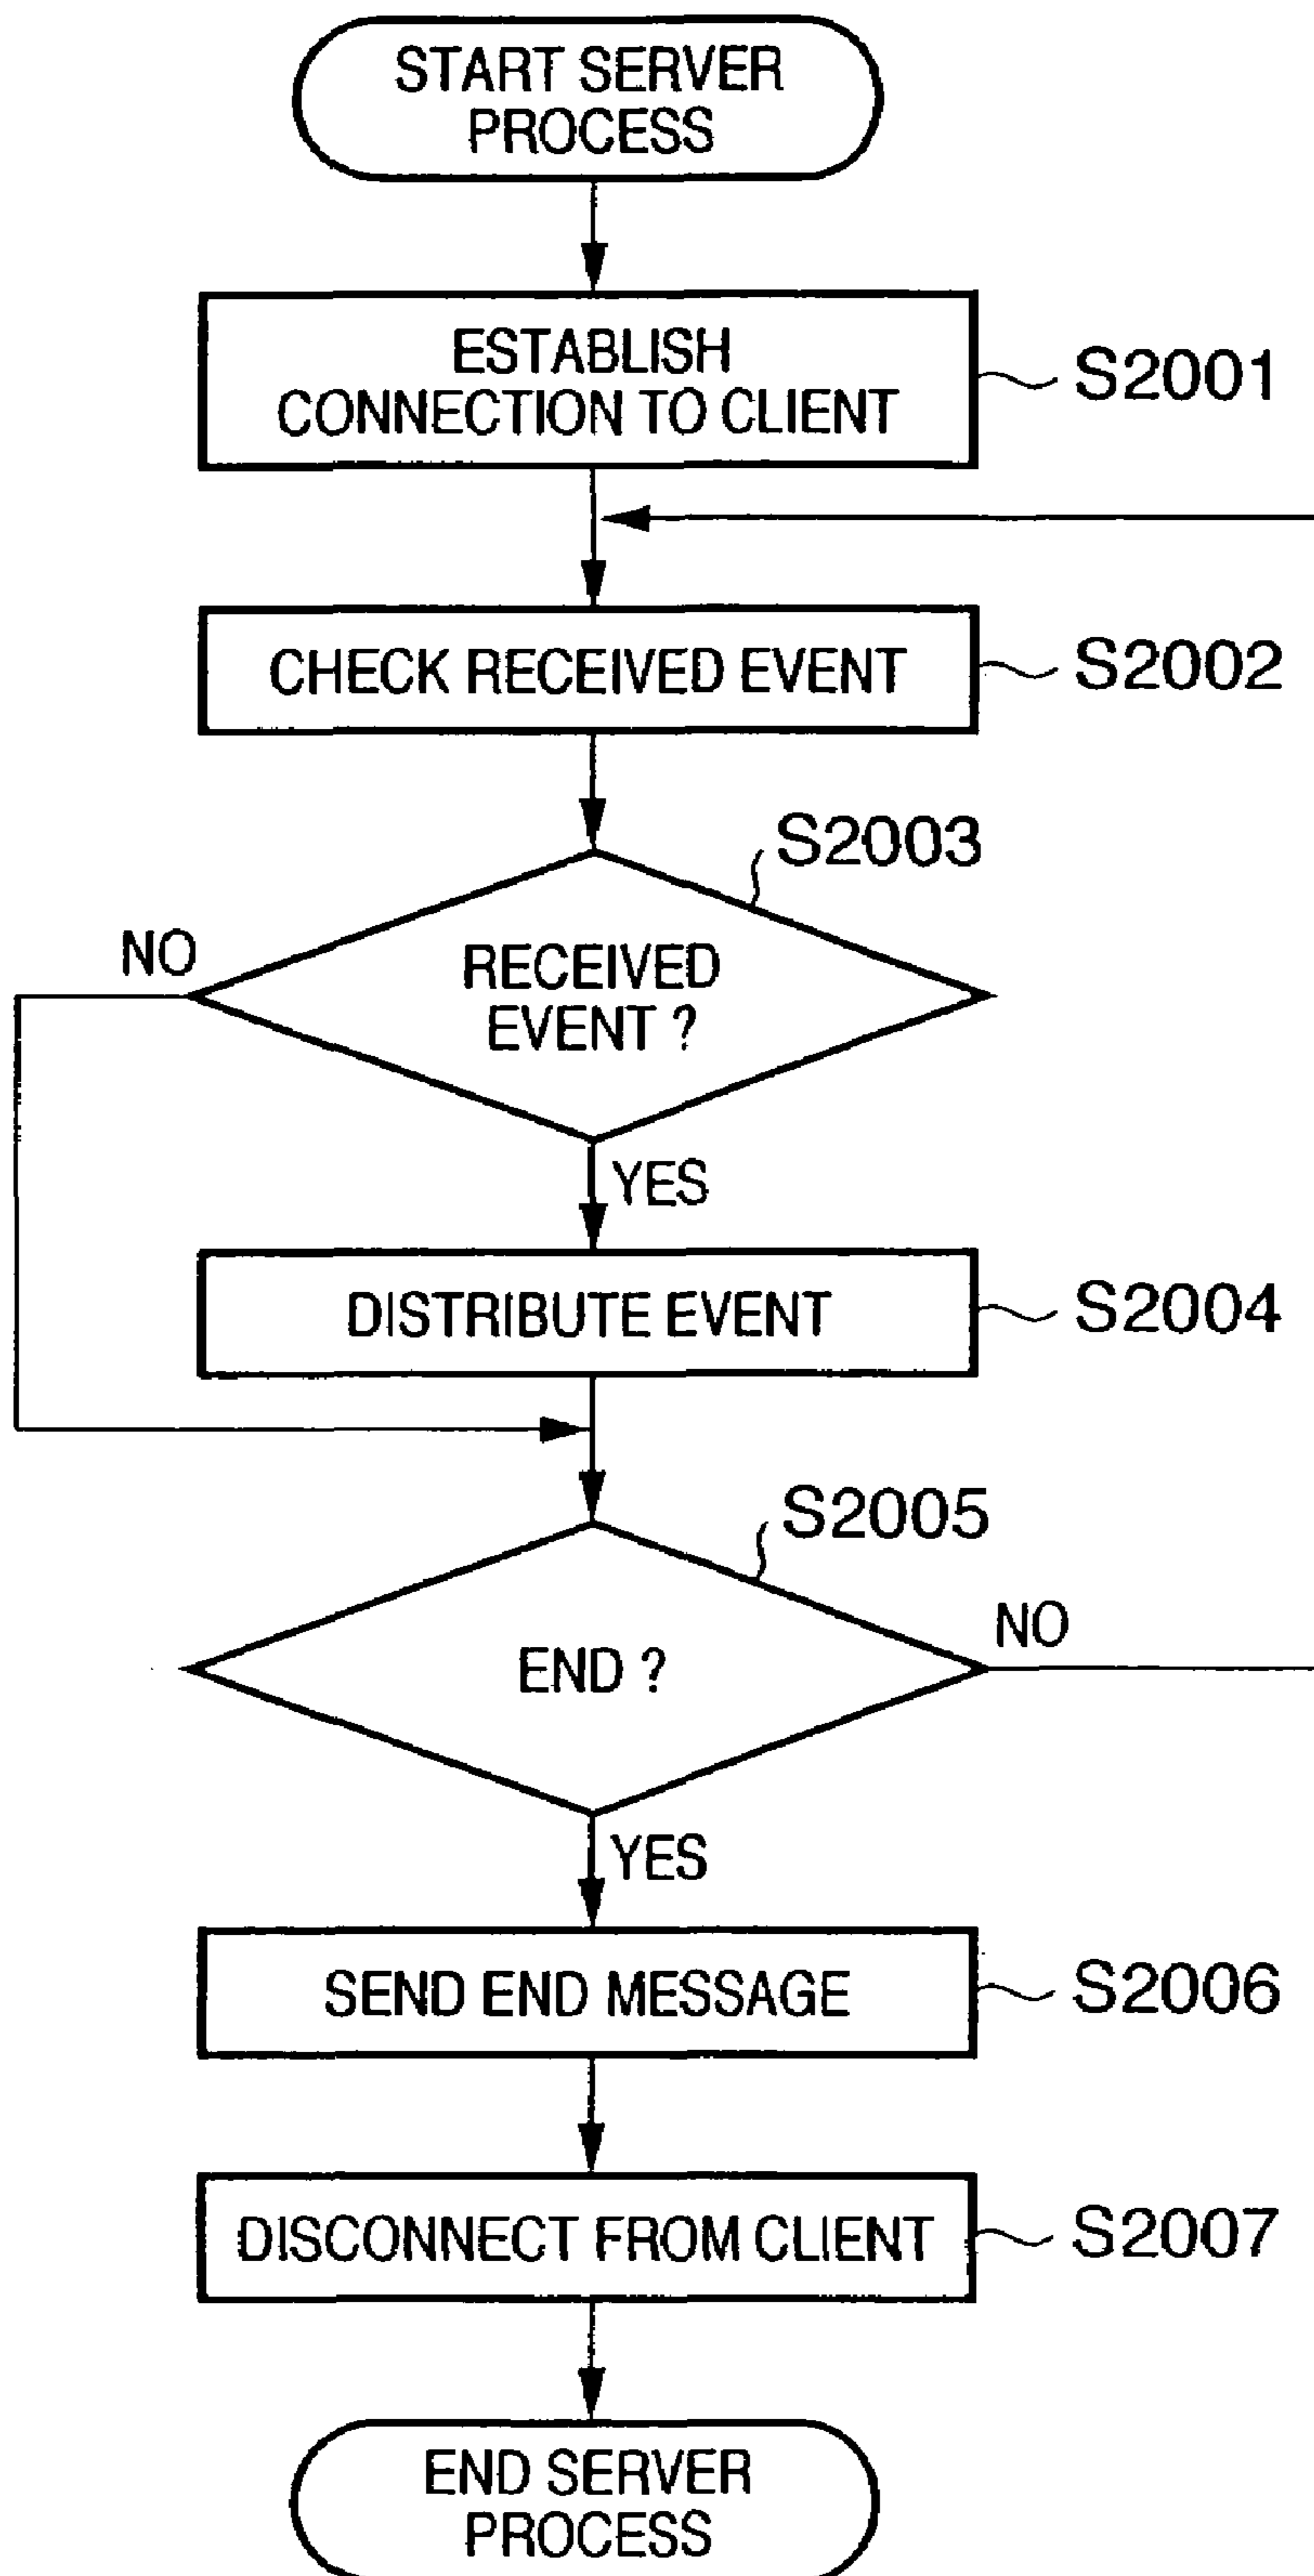 START SERVER
PROCESS
ESTABLISH
CONNECTION TO CLIENT
S2001
CHECK RECEIVED EVENT
S2002
S2003
NO
RECEIVED
EVENT ?
YES
DISTRIBUTE EVENT
S2004
S2005
NO
END ?
YES
SEND END MESSAGE
S2006
DISCONNECT FROM CLIENT
S2007
END SERVER
PROCESS